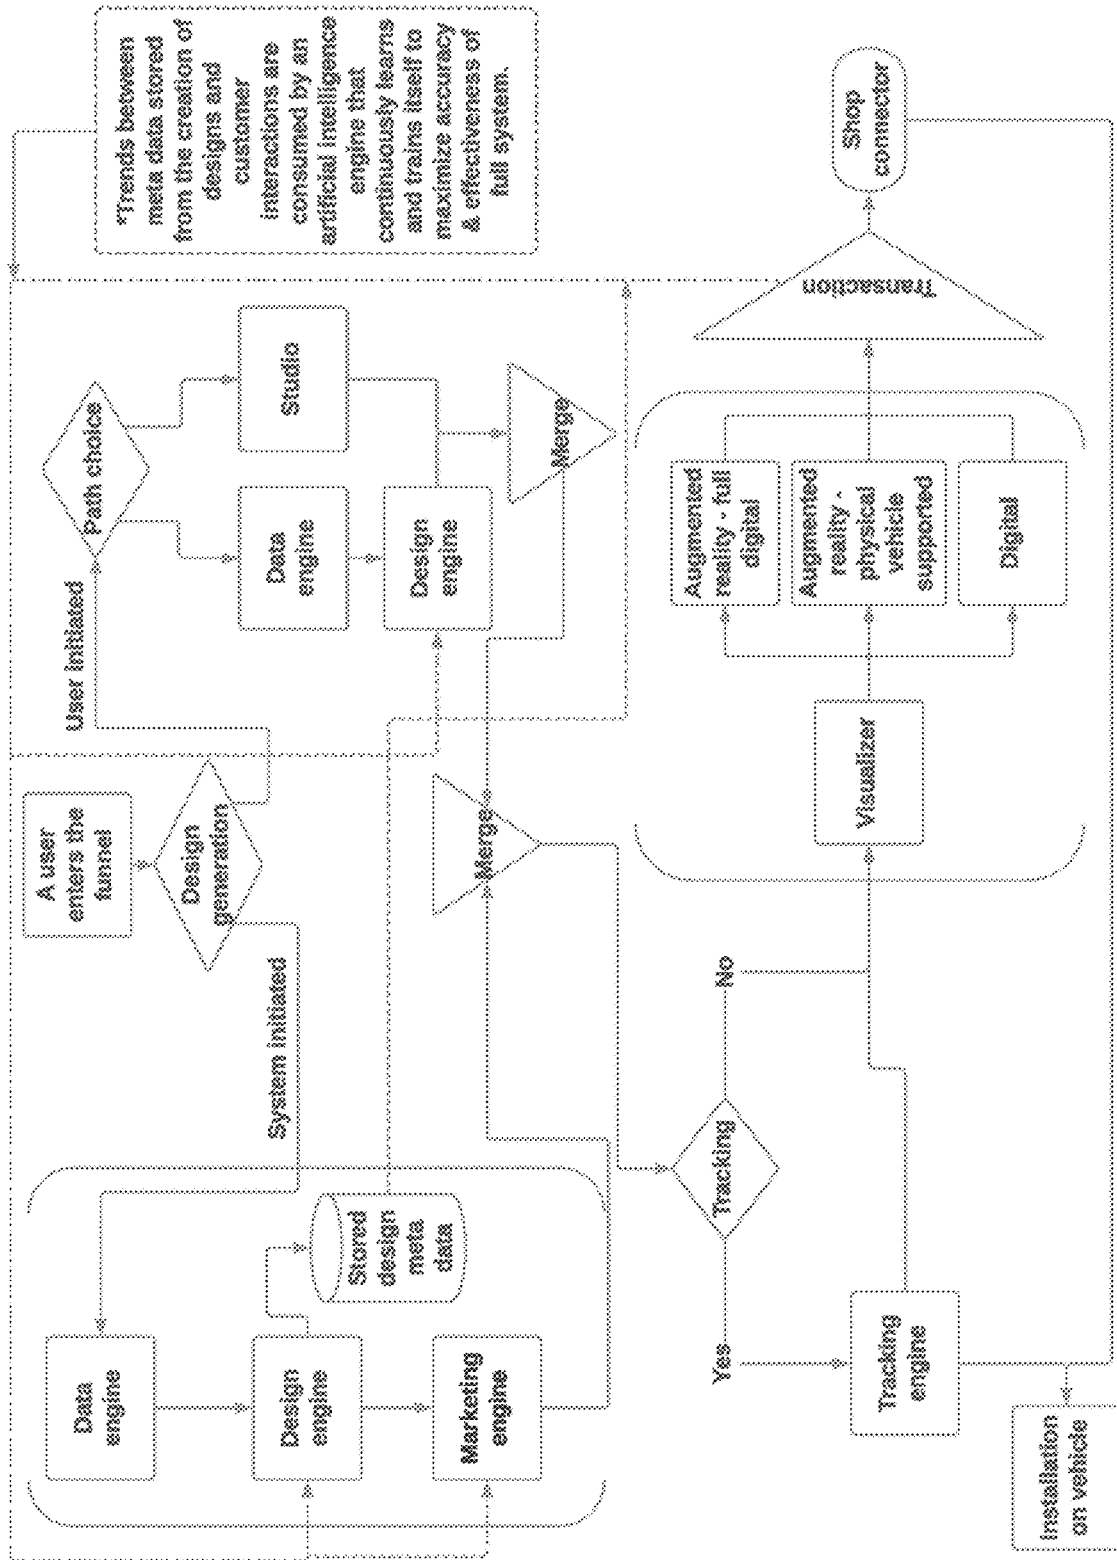 A user
enters the
funnel
Design
generation
System initiated
User initiated
Path choice
Data
engine
Studio
Design
engine
Merge
Data
engine
Design
engine
Stored
design
meta
data
Marketing
engine
Merge
*Trends between
meta data stored
from the creation of
designs and
customer
interactions are
consumed by an
artificial intelligence
engine that
continuously learns
and trains itself to
maximize accuracy
& effectiveness of
full system.
Tracking
Yes
No
Tracking
engine
Visualizer
Augmented
reality - full
digital
Augmented
reality -
physical
vehicle
supported
Digital
Transaction
Shop
connector
Installation
on vehicle